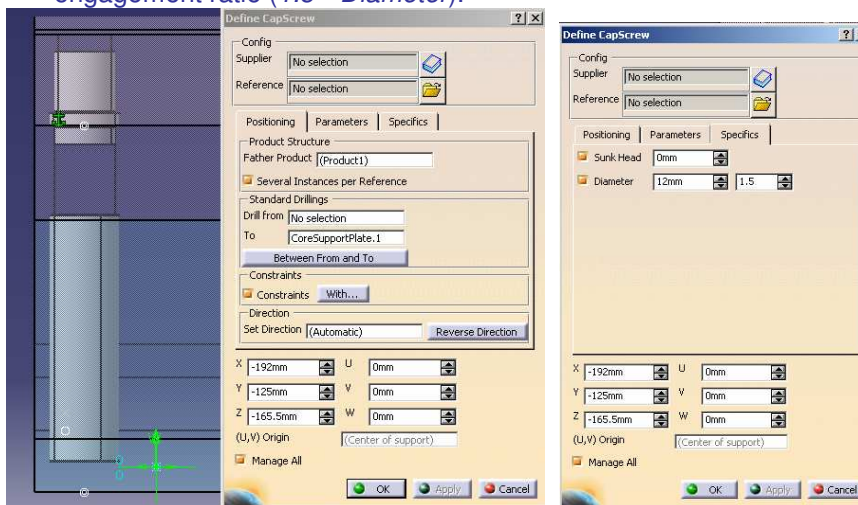 engagement ratio (1.5 * Diameter).
Define CapScrew
Config
Supplier No selection
Reference No selection
Positioning Parameters Specifics
Product Structure
Father Product (Product1)
Several Instances per Reference
Standard Drillings
Drill from No selection
To CoreSupportPlate.1
Between From and To
Constraints
Constraints With...
Direction
Set Direction (Automatic) Reverse Direction
X -192mm U 0mm
Y -125mm V 0mm
Z -165.5mm W 0mm
(U,V) Origin (Center of support)
Manage All
OK Apply Cancel
Define CapScrew
Config
Supplier No selection
Reference No selection
Positioning Parameters Specifics
Sunk Head 0mm
Diameter 12mm 1.5
X -192mm U 0mm
Y -125mm V 0mm
Z -165.5mm W 0mm
(U,V) Origin (Center of support)
Manage All
OK Apply Cancel